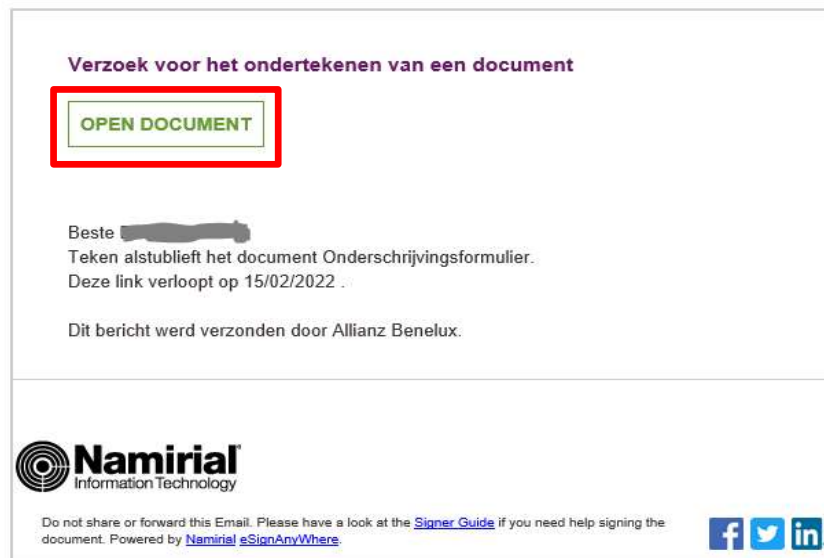 Verzoek voor het ondertekenen van een document
OPEN DOCUMENT
Beste
Teken alstublieft het document Onderschrijvingsformulier.
Deze link verloopt op 15/02/2022 .
Dit bericht werd verzonden door Allianz Benelux.
Namirial
Information Technology
Do not share or forward this Email. Please have a look at the Signer Guide if you need help signing the
document. Powered by Namirial eSignAnyWhere.
f
in